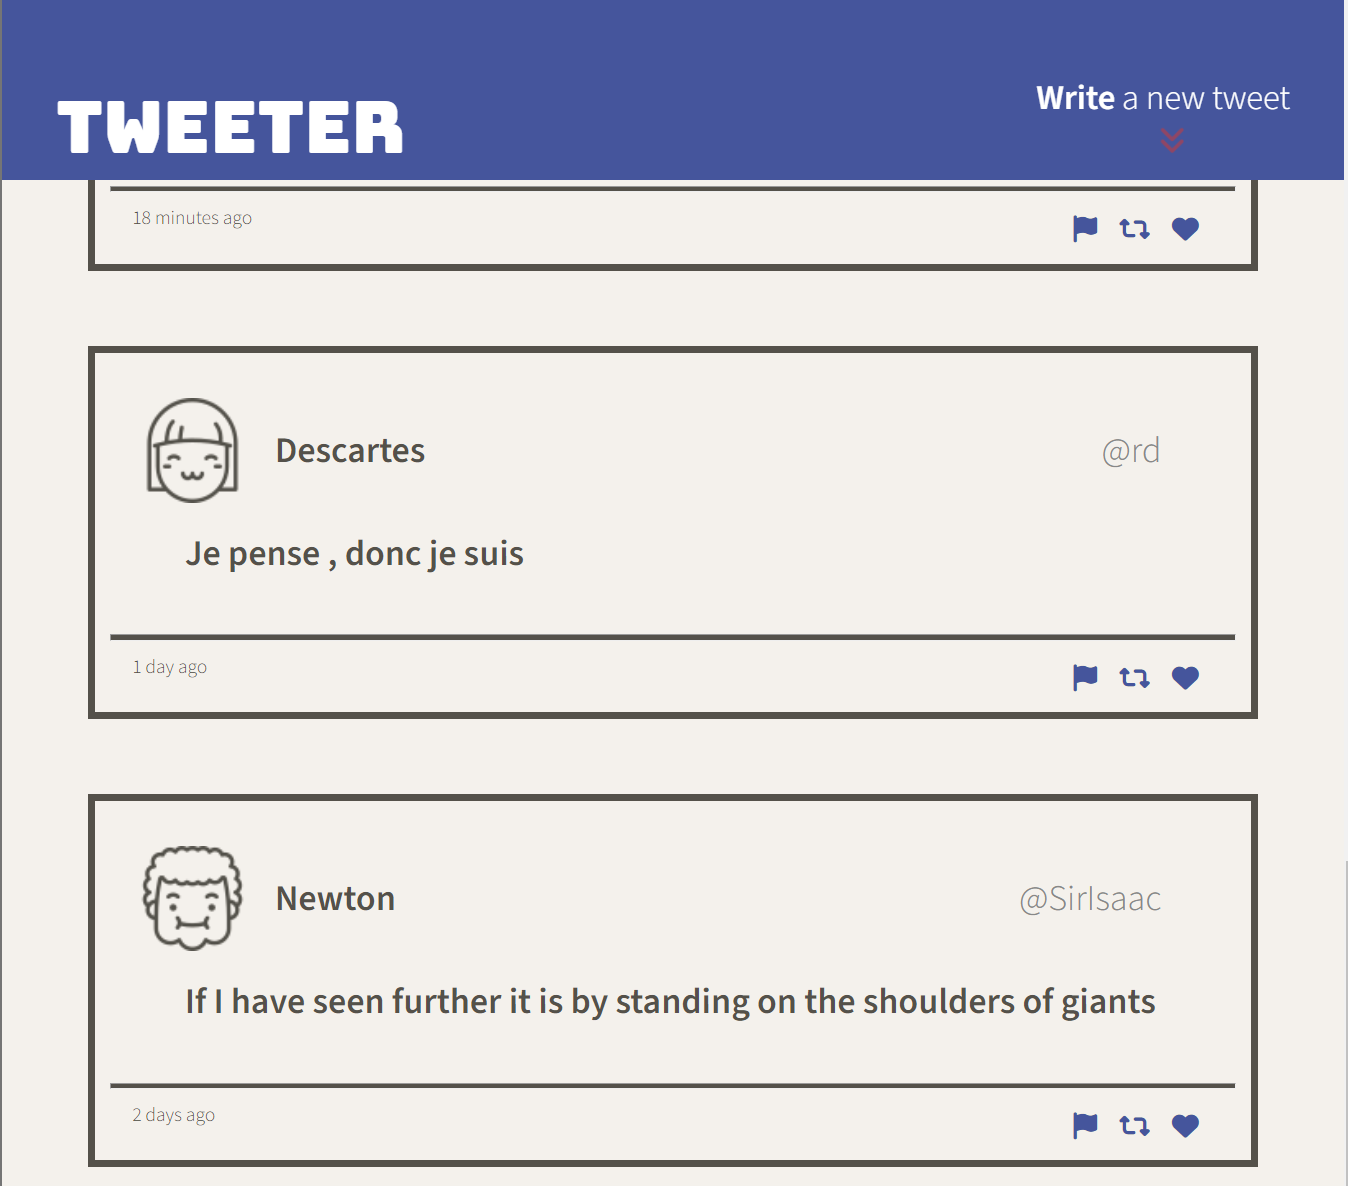 TWEETER
Write a new tweet
18 minutes ago
Descartes @rd
Je pense , donc je suis
1 day ago
Newton @SirIsaac
If I have seen further it is by standing on the shoulders of giants
2 days ago